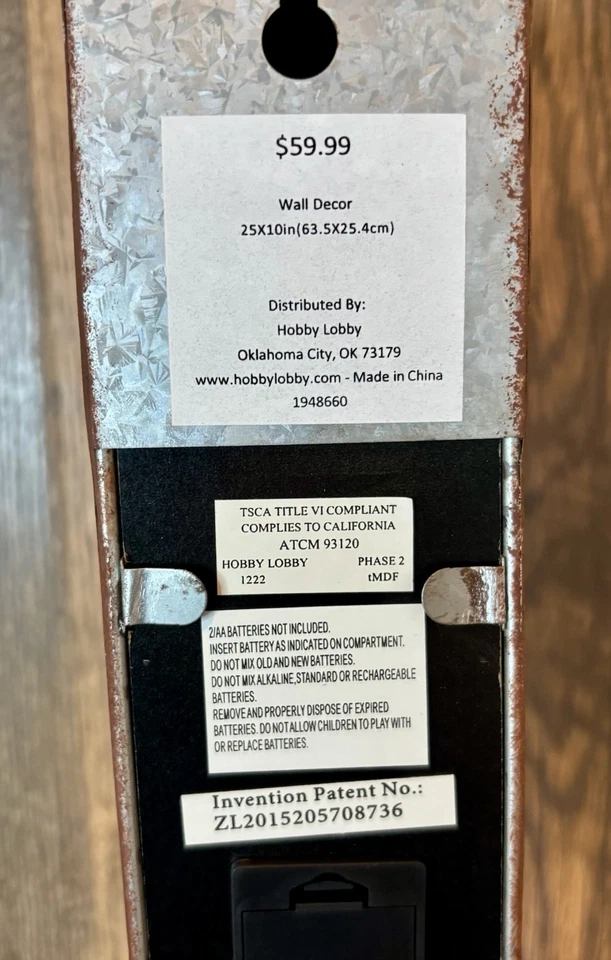 $59.99
Wall Decor
25X10in(63.5X25.4cm)
Distributed By:
Hobby Lobby
Oklahoma City, OK 73179
www.hobbylobby.com - Made in China
1948660
TSCA TITLE VI COMPLIANT
COMPLIES TO CALIFORNIA
ATCM 93120
HOBBY LOBBY PHASE 2
1222 tMDF
2/AA BATTERIES NOT INCLUDED.
INSERT BATTERY AS INDICATED ON COMPARTMENT.
DO NOT MIX OLD AND NEW BATTERIES.
DO NOT MIX ALKALINE,STANDARD OR RECHARGEABLE
BATTERIES.
REMOVE AND PROPERLY DISPOSE OF EXPIRED
BATTERIES. DO NOT ALLOW CHILDREN TO PLAY WITH
OR REPLACE BATTERIES.
Invention Patent No.:
ZL2015205708736